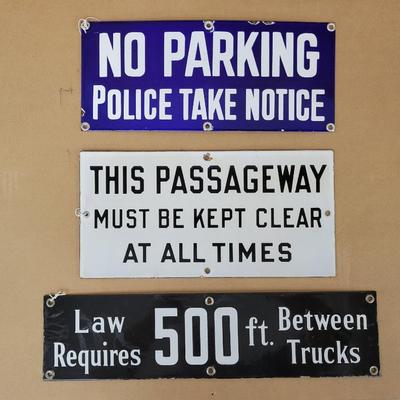 NO PARKING
POLICE TAKE NOTICE
THIS PASSAGEWAY
MUST BE KEPT CLEAR
AT ALL TIMES
Law Requires 500 ft. Between Trucks